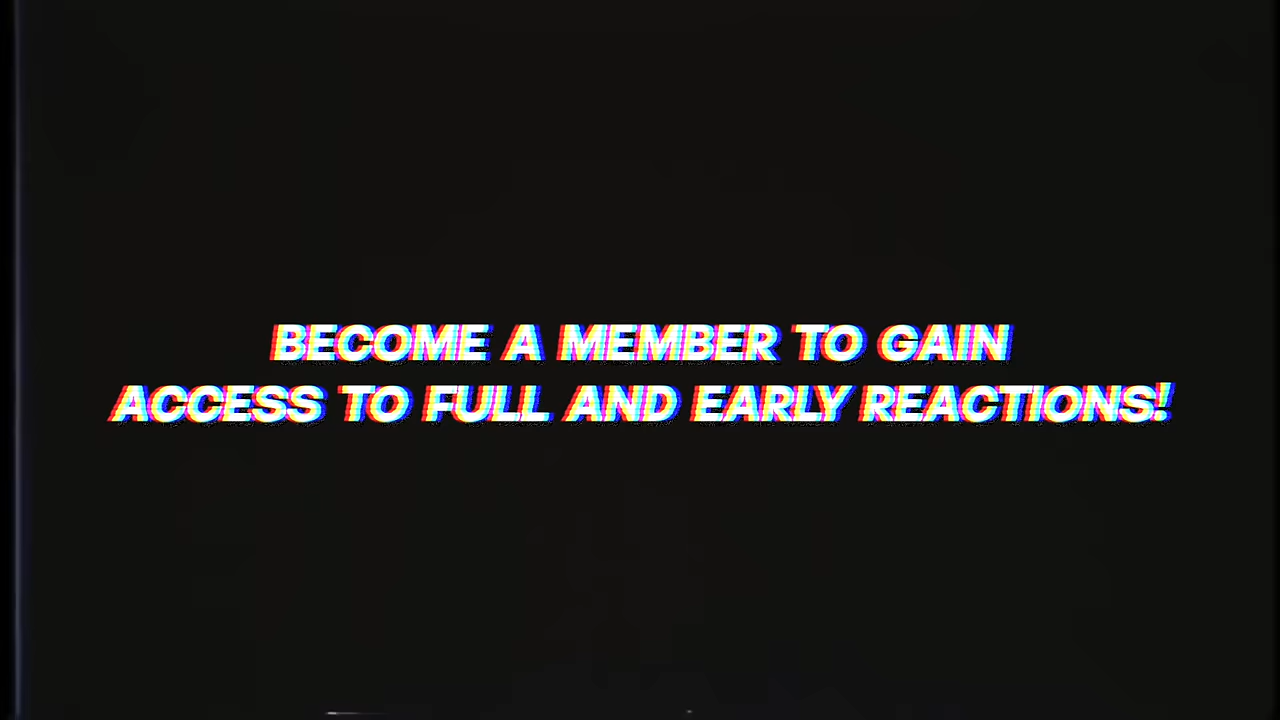 BECOME A MEMBER TO GAIN
ACCESS TO FULL AND EARLY REACTIONS!